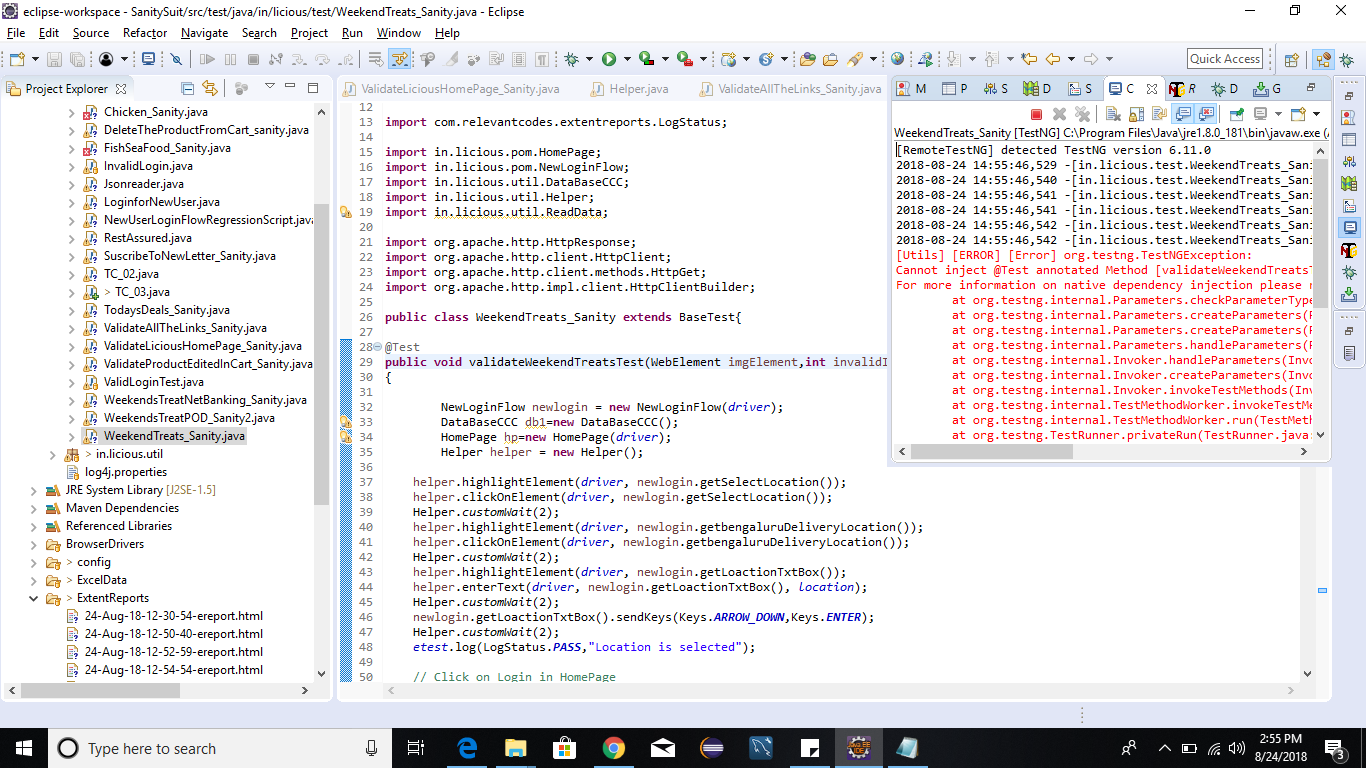 eclipse-workspace - SanitySuit/src/test/java/in/licious/test/WeekendTreats_Sanity.java - Eclipse
File Edit Source Refactor Navigate Search Project Run Window Help
Quick Access
Project Explorer
Chicken_Sanity.java
DeleteTheProductFromCart_sanity.java
FishSeaFood_Sanity.java
InvalidLogin.java
Jsonreader.java
LoginforNewUser.java
NewUserLoginFlowRegressionScript.java
RestAssured.java
SuscribeToNewLetter_Sanity.java
TC_02.java
> TC_03.java
TodaysDeals_Sanity.java
ValidateAllTheLinks_Sanity.java
ValidateLiciousHomePage_Sanity.java
ValidateProductEditedInCart_Sanity.java
ValidLoginTest.java
WeekendsTreatNetBanking_Sanity.java
WeekendsTreatPOD_Sanity2.java
WeekendTreats_Sanity.java
> in.licious.util
log4j.properties
JRE System Library [J2SE-1.5]
Maven Dependencies
Referenced Libraries
BrowserDrivers
> config
> ExcelData
> ExtentReports
24-Aug-18-12-30-54-ereport.html
24-Aug-18-12-50-40-ereport.html
24-Aug-18-12-52-59-ereport.html
24-Aug-18-12-54-54-ereport.html
ValidateLiciousHomePage_Sanity.java Helper.java ValidateAllTheLinks_Sanity.java
12
13 import com.relevantcodes.extentreports.LogStatus;
14
15 import in.licious.pom.HomePage;
16 import in.licious.pom.NewLoginFlow;
17 import in.licious.util.DataBaseCCC;
18 import in.licious.util.Helper;
19 import in.licious.util.ReadData;
20
21 import org.apache.http.HttpResponse;
22 import org.apache.http.client.HttpClient;
23 import org.apache.http.client.methods.HttpGet;
24 import org.apache.http.impl.client.HttpClientBuilder;
25
26 public class WeekendTreats_Sanity extends BaseTest{
27
28 @Test
29 public void validateWeekendTreatsTest(WebElement imgElement,int invalidI
30 {
31
32 NewLoginFlow newlogin = new NewLoginFlow(driver);
33 DataBaseCCC db1=new DataBaseCCC();
34 HomePage hp=new HomePage(driver);
35 Helper helper = new Helper();
36
37 helper.highlightElement(driver, newlogin.getSelectLocation());
38 helper.clickOnElement(driver, newlogin.getSelectLocation());
39 Helper.customWait(2);
40 helper.highlightElement(driver, newlogin.getbengaluruDeliveryLocation());
41 helper.clickOnElement(driver, newlogin.getbengaluruDeliveryLocation());
42 Helper.customWait(2);
43 helper.highlightElement(driver, newlogin.getLoactionTxtBox());
44 helper.enterText(driver, newlogin.getLoactionTxtBox(), location);
45 Helper.customWait(2);
46 newlogin.getLoactionTxtBox().sendKeys(Keys.ARROW_DOWN,Keys.ENTER);
47 Helper.customWait(2);
48 etest.log(LogStatus.PASS,"Location is selected");
49
50 // Click on Login in HomePage
M P S D S C R D G
WeekendTreats_Sanity [TestNG] C:\Program Files\Java\jre1.8.0_181\bin\javaw.exe (A
[RemoteTestNG] detected TestNG version 6.11.0
2018-08-24 14:55:46,529 -[in.licious.test.WeekendTreats_Sani
2018-08-24 14:55:46,540 -[in.licious.test.WeekendTreats_Sani
2018-08-24 14:55:46,541 -[in.licious.test.WeekendTreats_Sani
2018-08-24 14:55:46,541 -[in.licious.test.WeekendTreats_Sani
2018-08-24 14:55:46,542 -[in.licious.test.WeekendTreats_Sani
2018-08-24 14:55:46,542 -[in.licious.test.WeekendTreats_Sani
[Utils] [ERROR] [Error] org.testng.TestNGException:
Cannot inject @Test annotated Method [validateWeekendTreatsT
For more information on native dependency injection please r
at org.testng.internal.Parameters.checkParameterType
at org.testng.internal.Parameters.createParameters(P
at org.testng.internal.Parameters.createParameters(P
at org.testng.internal.Parameters.handleParameters(P
at org.testng.internal.Invoker.handleParameters(Invo
at org.testng.internal.Invoker.createParameters(Invo
at org.testng.internal.Invoker.invokeTestMethods(Inv
at org.testng.internal.TestMethodWorker.invokeTestMe
at org.testng.internal.TestMethodWorker.run(TestMeth
at org.testng.TestRunner.privateRun(TestRunner.java:
Type here to search
2:55 PM
8/24/2018
3